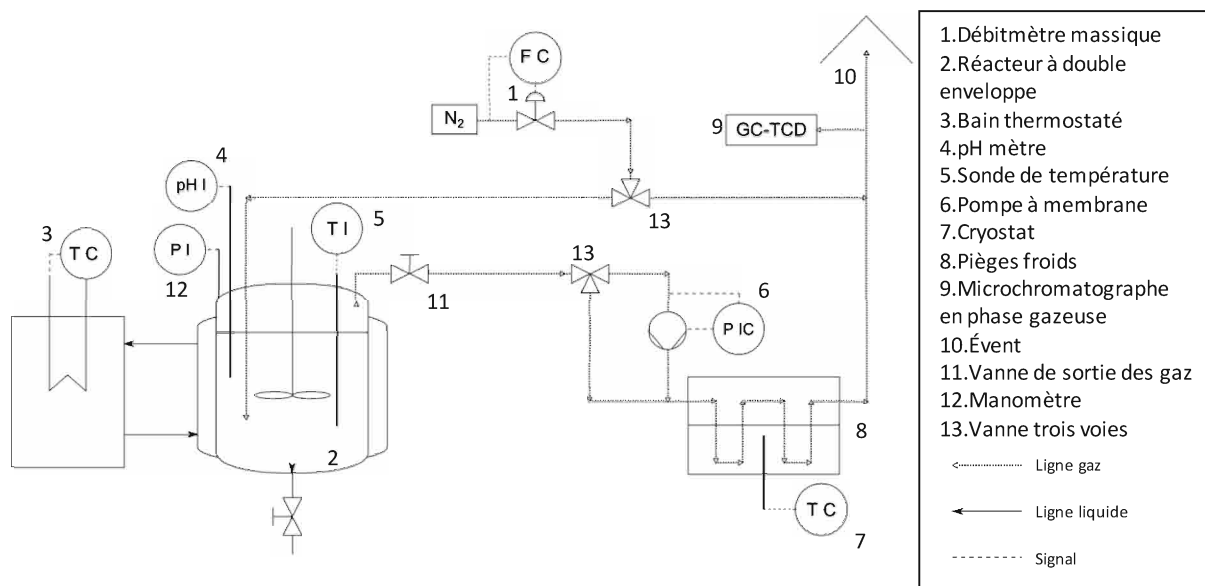 F C
1
N₂
10
9
GC-TCD
4
pH I
13
5
T I
3
T C
P I
12
11
13
6
P IC
2
8
T C
7
1.Débitmètre massique
2.Réacteur à double
enveloppe
3.Bain thermostaté
4.pH mètre
5.Sonde de température
6.Pompe à membrane
7.Cryostat
8.Pièges froids
9.Microchromatographe
en phase gazeuse
10.Évent
11.Vanne de sortie des gaz
12.Manomètre
13.Vanne trois voies
Ligne gaz
Ligne liquide
Signal